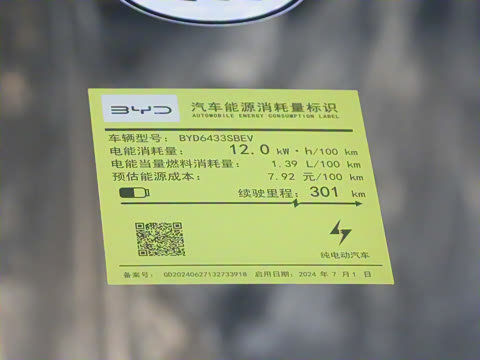 BYD 汽车能源消耗量标识
AUTOMOBILE ENERGY CONSUMPTION LABEL
车辆型号: BYD6433SBEV
电能消耗量: 12.0 kW·h/100 km
电能当量燃料消耗量: 1.39 L/100 km
预估能源成本: 7.92 元/100 km
续驶里程: 301 km
纯电动汽车
备案号: GD20240627132733918 启用日期: 2024 年 7 月 1 日